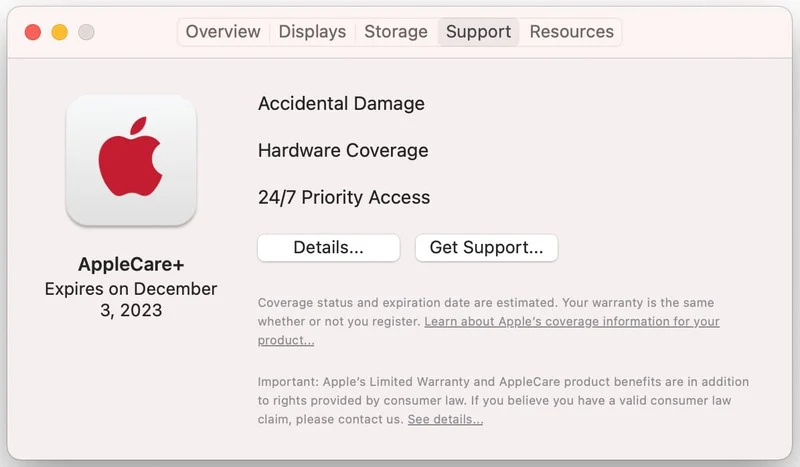 Overview Displays Storage Support Resources
Accidental Damage
Hardware Coverage
24/7 Priority Access
Details... Get Support...
AppleCare+
Expires on December
3, 2023
Coverage status and expiration date are estimated. Your warranty is the same
whether or not you register. Learn about Apple's coverage information for your
product...
Important: Apple's Limited Warranty and AppleCare product benefits are in addition
to rights provided by consumer law. If you believe you have a valid consumer law
claim, please contact us. See details...